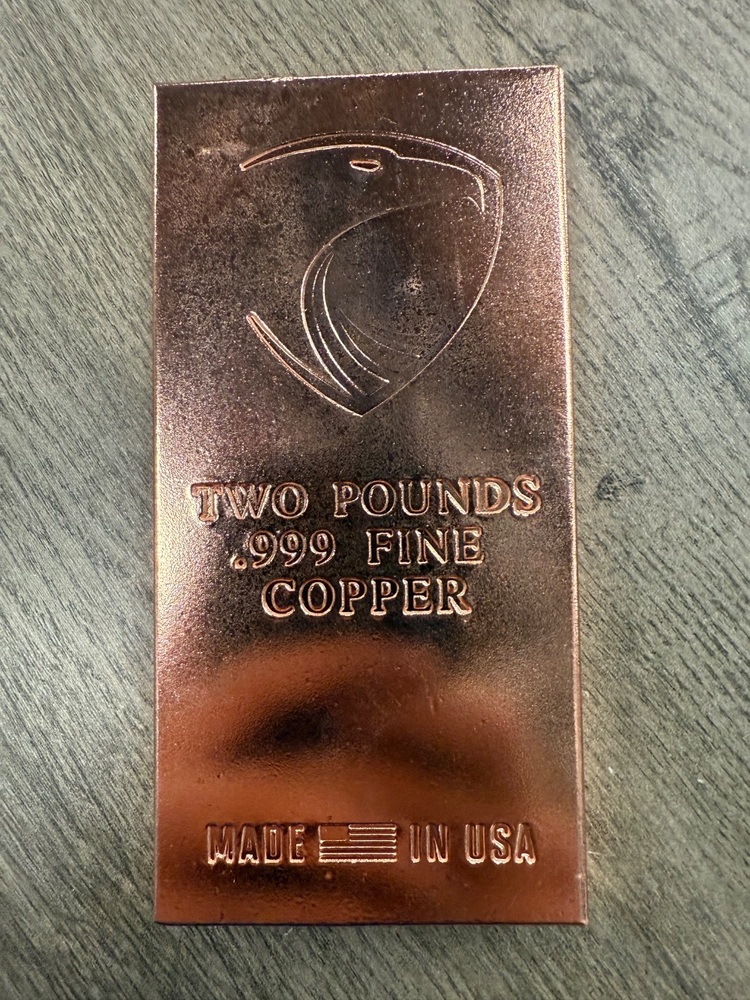 TWO POUNDS
.999 FINE
COPPER
MADE IN USA